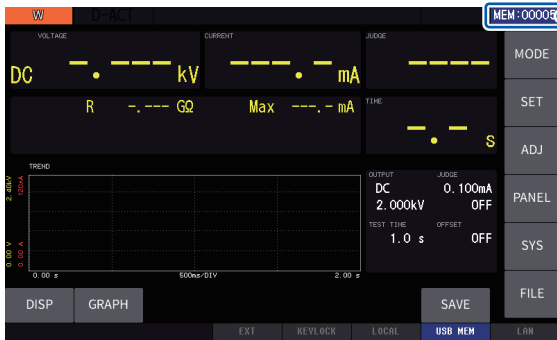 W D-ACT MEM:00005
VOLTAGE CURRENT JUDGE
DC -.--- kV ---.- mA ----
MODE
R -.--- GΩ Max ---.- mA TIME
SET
-.- s
ADJ
TREND
2.40kV 120mA
0.00 V 0.00 A
OUTPUT JUDGE
DC 0.100mA
2.000kV OFF
PANEL
TEST TIME OFFSET
1.0 s OFF
SYS
0.00 s 500ms/DIV 2.00 s
DISP GRAPH SAVE FILE
EXT KEYLOCK LOCAL USB MEM LAN